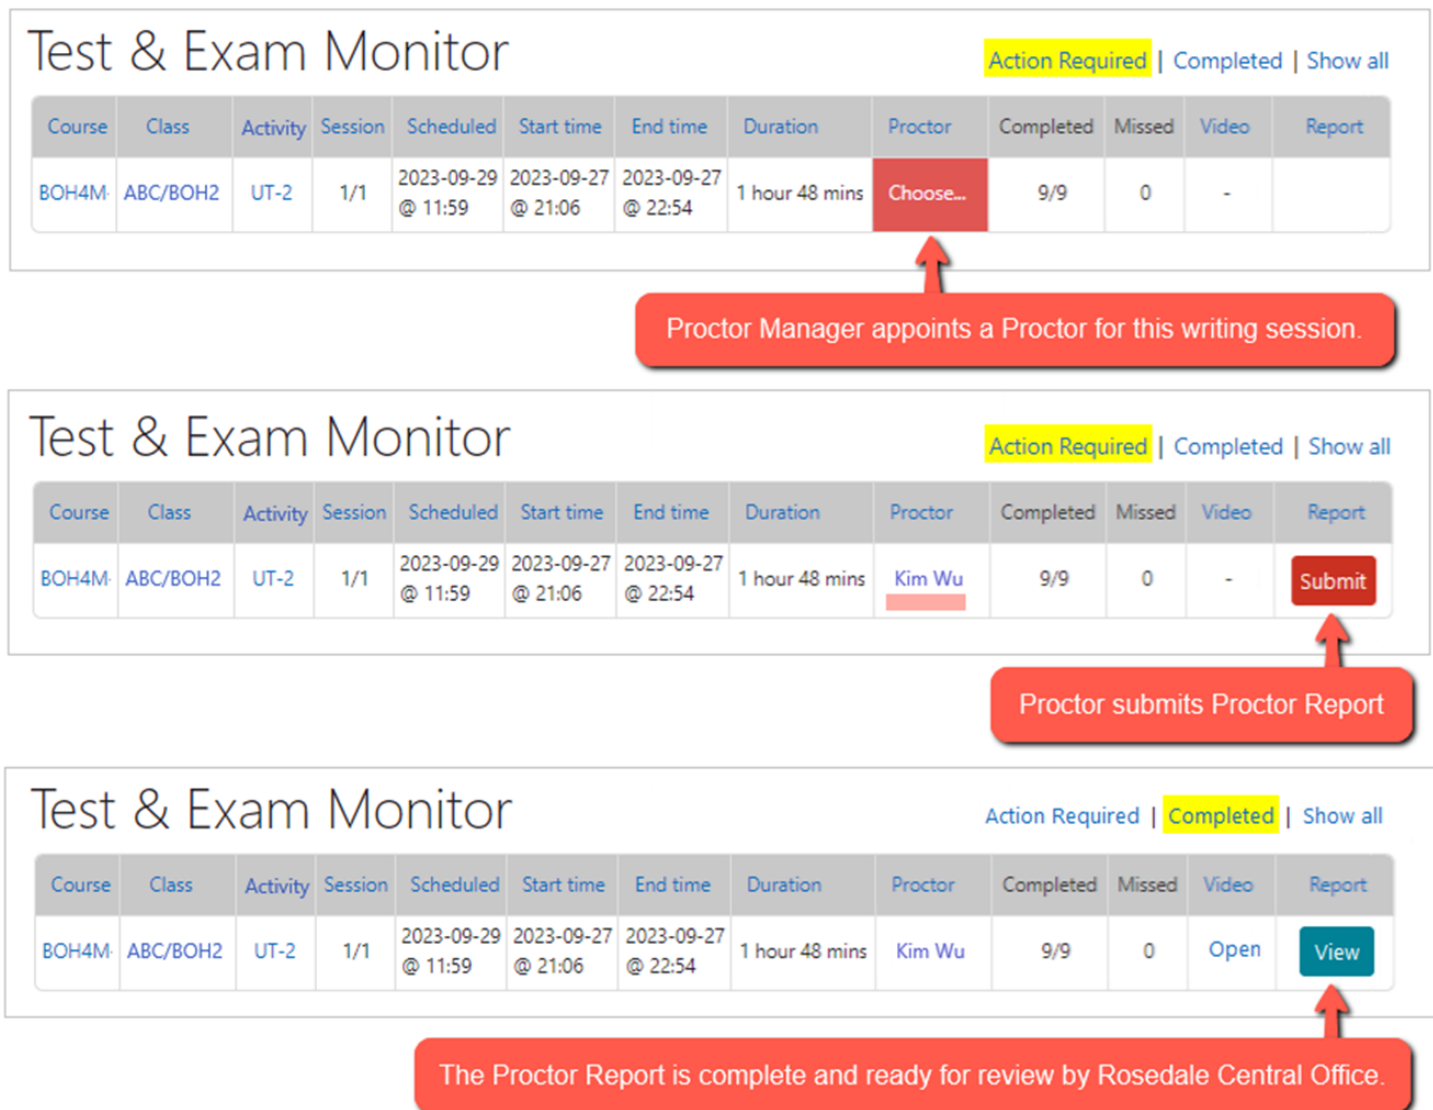 Test & Exam Monitor
Action Required | Completed | Show all
Course Class Activity Session Scheduled Start time End time Duration Proctor Completed Missed Video Report
BOH4M- ABC/BOH2 UT-2 1/1 2023-09-29 @ 11:59 2023-09-27 @ 21:06 2023-09-27 @ 22:54 1 hour 48 mins Choose... 9/9 0 -
Proctor Manager appoints a Proctor for this writing session.
Test & Exam Monitor
Action Required | Completed | Show all
Course Class Activity Session Scheduled Start time End time Duration Proctor Completed Missed Video Report
BOH4M- ABC/BOH2 UT-2 1/1 2023-09-29 @ 11:59 2023-09-27 @ 21:06 2023-09-27 @ 22:54 1 hour 48 mins Kim Wu 9/9 0 - Submit
Proctor submits Proctor Report
Test & Exam Monitor
Action Required | Completed | Show all
Course Class Activity Session Scheduled Start time End time Duration Proctor Completed Missed Video Report
BOH4M- ABC/BOH2 UT-2 1/1 2023-09-29 @ 11:59 2023-09-27 @ 21:06 2023-09-27 @ 22:54 1 hour 48 mins Kim Wu 9/9 0 Open View
The Proctor Report is complete and ready for review by Rosedale Central Office.